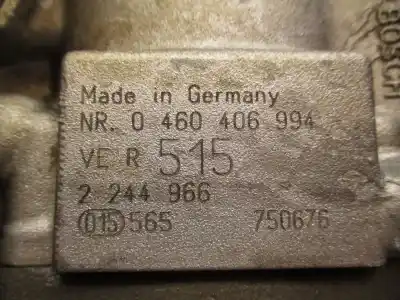 BOSCH
Made in Germany
NR. 0 460 406 994
VE R 515
2 244 966
015 565 750676